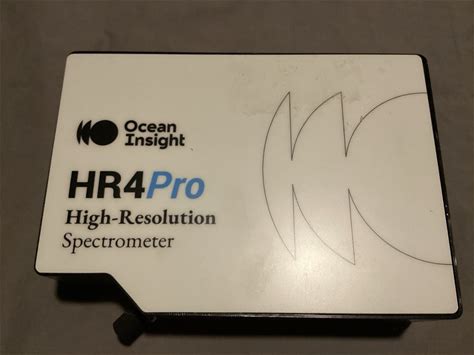 Ocean
Insight
HR4Pro
High-Resolution
Spectrometer